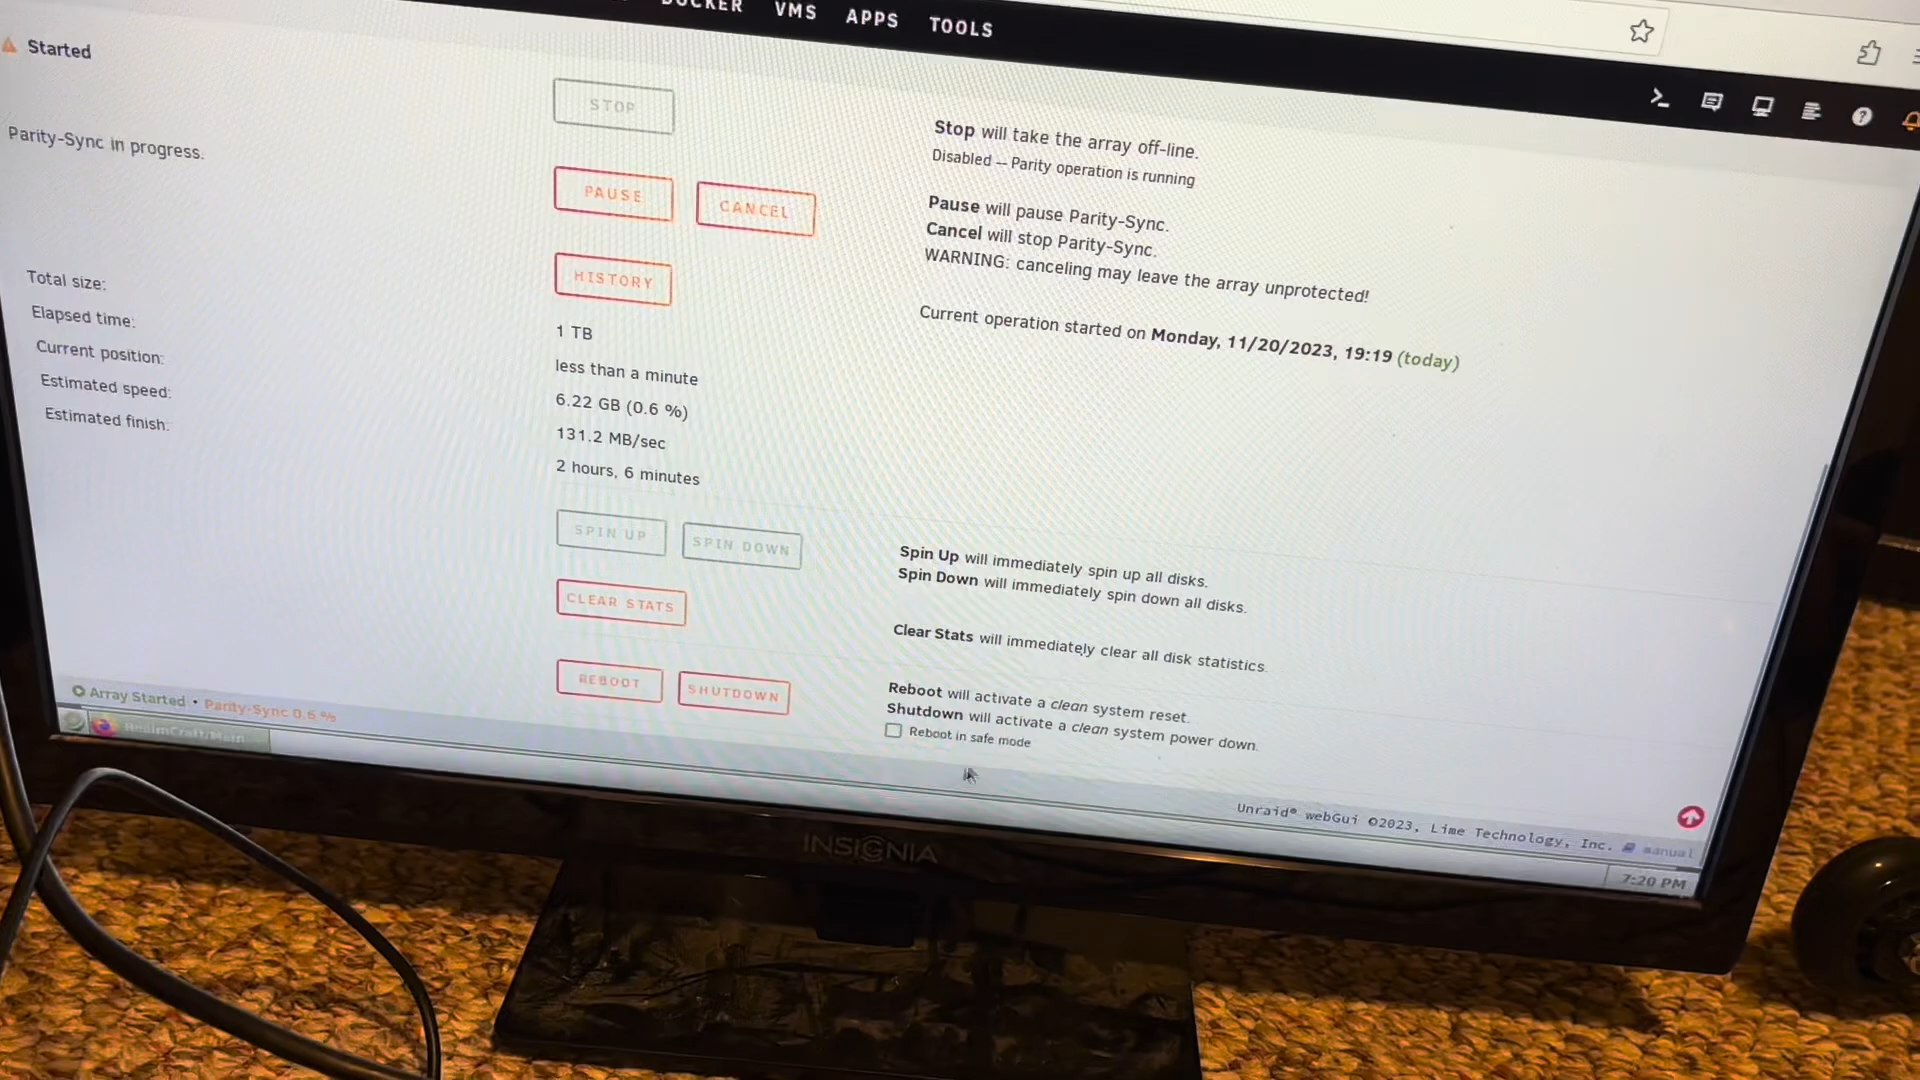 DOCKER VMS APPS TOOLS
Started
STOP
Stop will take the array off-line.
Disabled -- Parity operation is running
Parity-Sync in progress.
PAUSE CANCEL
Pause will pause Parity-Sync.
Cancel will stop Parity-Sync.
WARNING: canceling may leave the array unprotected!
HISTORY
Current operation started on Monday, 11/20/2023, 19:19 (today)
Total size: 1 TB
Elapsed time: less than a minute
Current position: 6.22 GB (0.6 %)
Estimated speed: 131.2 MB/sec
Estimated finish: 2 hours, 6 minutes
SPIN UP SPIN DOWN
Spin Up will immediately spin up all disks.
Spin Down will immediately spin down all disks.
CLEAR STATS
Clear Stats will immediately clear all disk statistics.
REBOOT SHUTDOWN
Reboot will activate a clean system reset.
Shutdown will activate a clean system power down.
Reboot in safe mode
Array Started • Parity-Sync 0.6 %
Unraid® webGui ©2023, Lime Technology, Inc. manual
RealmCraft/Main
7:20 PM
INSIGNIA